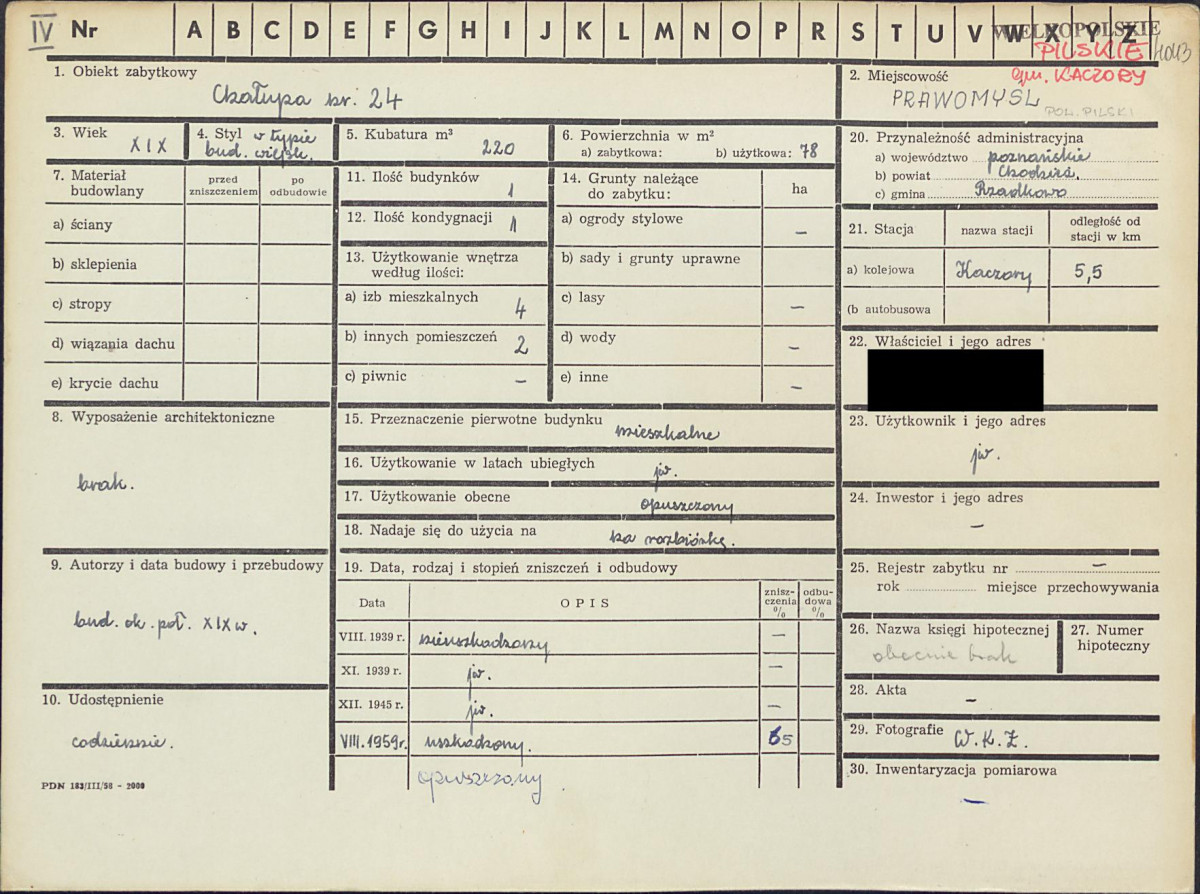 IV Nr A B C D E F G H I J K L M N O P R S T U V W X Y Z
WIELKOPOLSKIE
PILSKIE
gm. KACZORY
1. Obiekt zabytkowy
Chałupa nr. 24
2. Miejscowość
PRAWOMYSL
POW. PILSKI
3. Wiek
XIX
4. Styl w typie
bud. wiejsk.
5. Kubatura m³
220
6. Powierzchnia w m²
a) zabytkowa: b) użytkowa: 78
7. Materiał
budowlany
przed
zniszczeniem
po
odbudowie
a) ściany
b) sklepienia
c) stropy
d) wiązania dachu
e) krycie dachu
8. Wyposażenie architektoniczne
brak.
9. Autorzy i data budowy i przebudowy
bud. ok. poł. XIX w.
10. Udostępnienie
codziennie.
PDN 183/III/58 - 2000
11. Ilość budynków
1
12. Ilość kondygnacji
1
13. Użytkowanie wnętrza
według ilości:
a) izb mieszkalnych
4
b) innych pomieszczeń
2
c) piwnic
–
14. Grunty należące
do zabytku:
ha
a) ogrody stylowe
–
b) sady i grunty uprawne
c) lasy
–
d) wody
–
e) inne
–
15. Przeznaczenie pierwotne budynku
mieszkalne
16. Użytkowanie w latach ubiegłych
jw.
17. Użytkowanie obecne
opuszczony
18. Nadaje się do użycia na
na rozbiórkę.
19. Data, rodzaj i stopień zniszczeń i odbudowy
Data
OPIS
znisz-
czenia
%
odbu-
dowa
%
VIII. 1939 r. nieuszkodzony –
XI. 1939 r. jw. –
XII. 1945 r. jw. –
VIII. 1959 r. uszkodzony. 65
opuszczony
20. Przynależność administracyjna
a) województwo poznańskie
b) powiat Chodzież.
c) gmina Rzadkowo
21. Stacja
nazwa stacji
odległość od
stacji w km
a) kolejowa Kaczory 5,5
(b autobusowa
22. Właściciel i jego adres
23. Użytkownik i jego adres
jw.
24. Inwestor i jego adres
–
25. Rejestr zabytku nr –
rok miejsce przechowywania
26. Nazwa księgi hipotecznej
obecnie brak
27. Numer
hipoteczny
28. Akta
–
29. Fotografie W. K. Z.
30. Inwentaryzacja pomiarowa
–